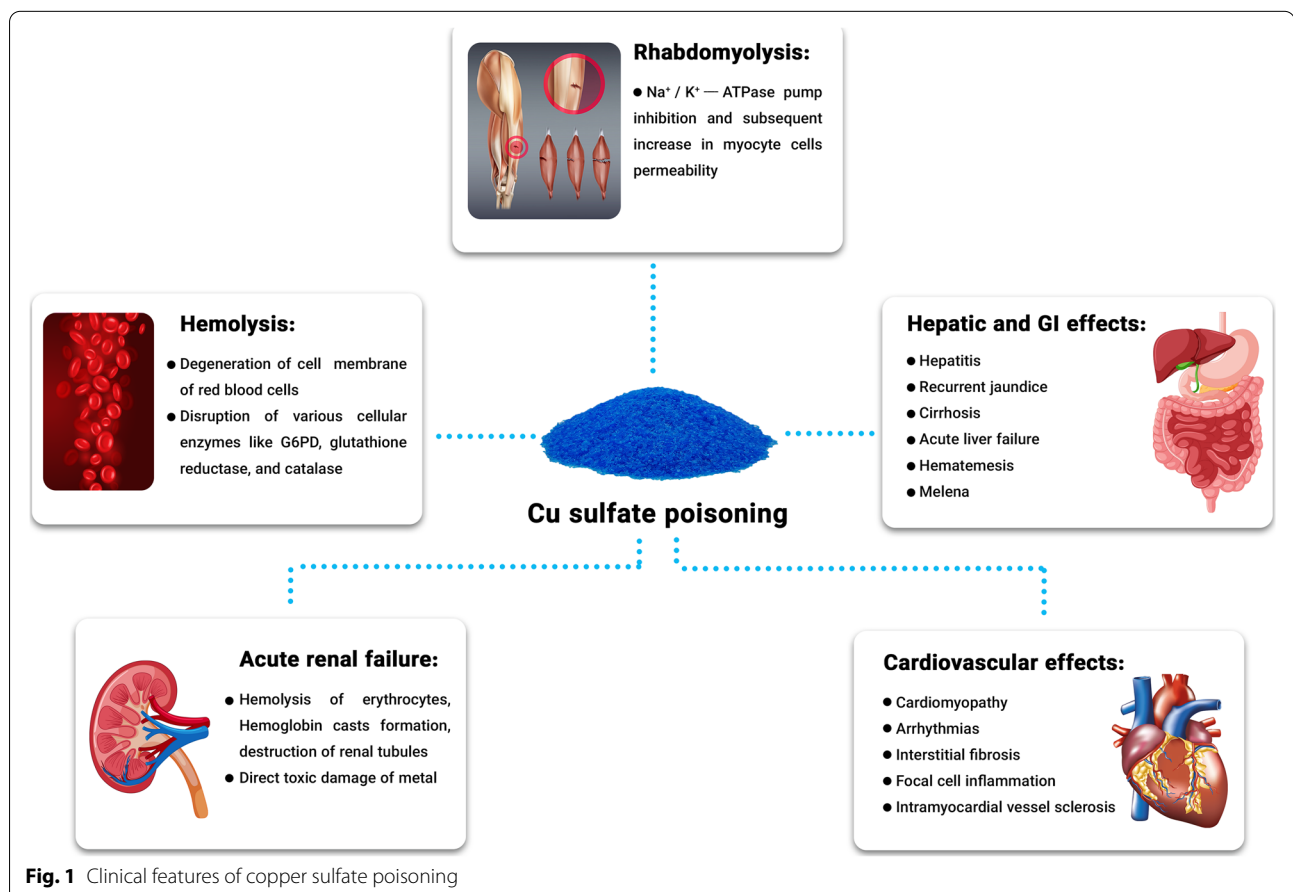 Rhabdomyolysis:
● Na⁺ / K⁺ — ATPase pump
inhibition and subsequent
increase in myocyte cells
permeability
Hemolysis:
● Degeneration of cell membrane
of red blood cells
● Disruption of various cellular
enzymes like G6PD, glutathione
reductase, and catalase
Hepatic and GI effects:
● Hepatitis
● Recurrent jaundice
● Cirrhosis
● Acute liver failure
● Hematemesis
● Melena
Cu sulfate poisoning
Acute renal failure:
● Hemolysis of erythrocytes,
Hemoglobin casts formation,
destruction of renal tubules
● Direct toxic damage of metal
Cardiovascular effects:
● Cardiomyopathy
● Arrhythmias
● Interstitial fibrosis
● Focal cell inflammation
● Intramyocardial vessel sclerosis
Fig. 1 Clinical features of copper sulfate poisoning